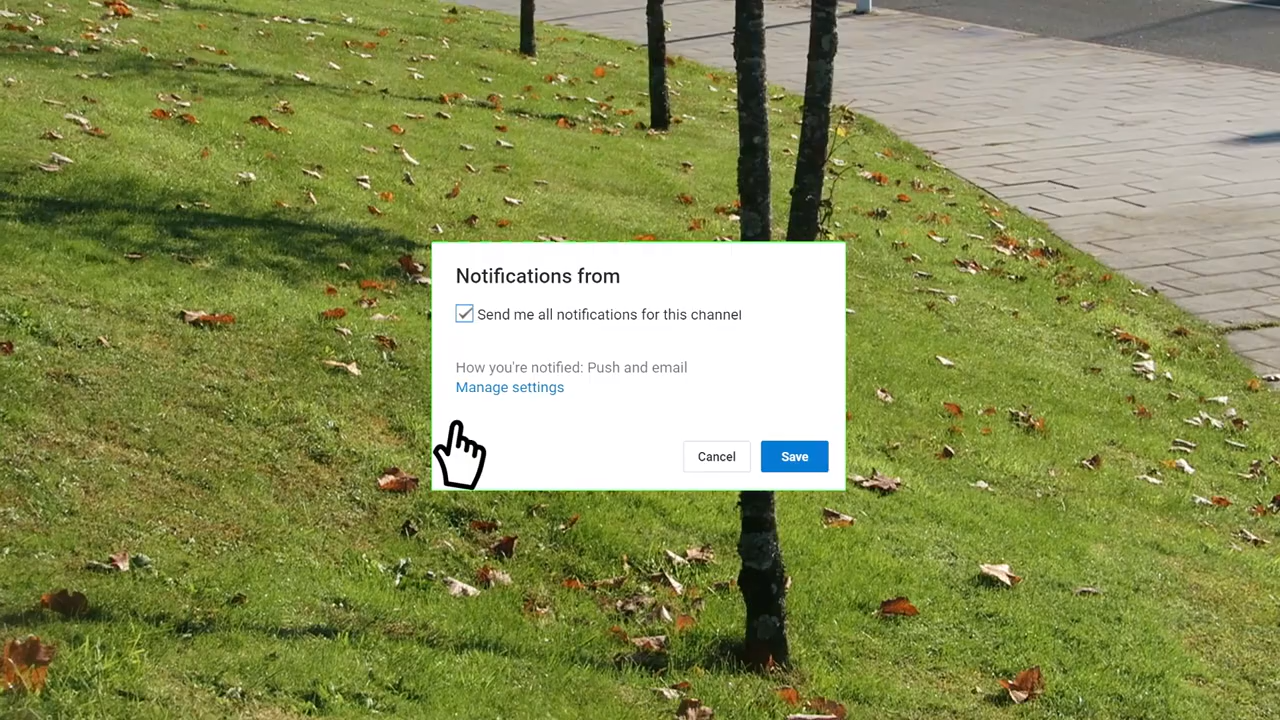 Notifications from
Send me all notifications for this channel
How you're notified: Push and email
Manage settings
Cancel
Save